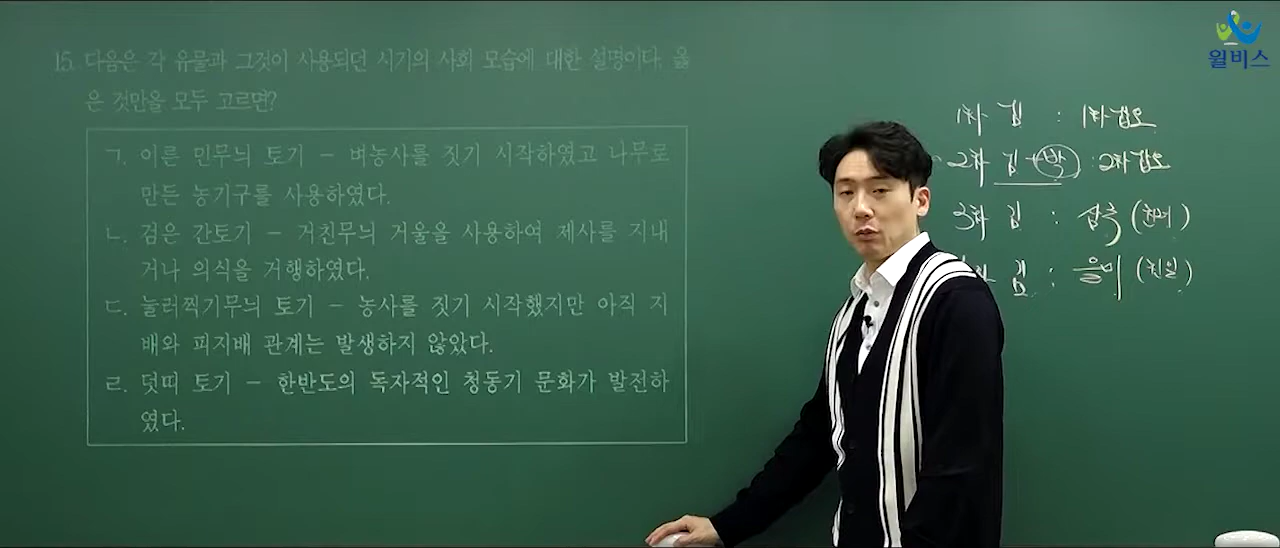 15. 다음은 각 유물과 그것이 사용되던 시기의 사회 모습에 대한 설명이다. 옳
은 것만을 모두 고르면?
ㄱ. 이른 민무늬 토기 - 벼농사를 짓기 시작하였고 나무로
만든 농기구를 사용하였다.
ㄴ. 검은 간토기 - 거친무늬 거울을 사용하여 제사를 지내
거나 의식을 거행하였다.
ㄷ. 눌러찍기무늬 토기 - 농사를 짓기 시작했지만 아직 지
배와 피지배 관계는 발생하지 않았다.
ㄹ. 덧띠 토기 - 한반도의 독자적인 청동기 문화가 발전하
였다.
윌비스
1차 김 : 1차갑오
2차 김+박 : 2차갑오
3차 김 : 삼국
차 김 : 을미 (친일)